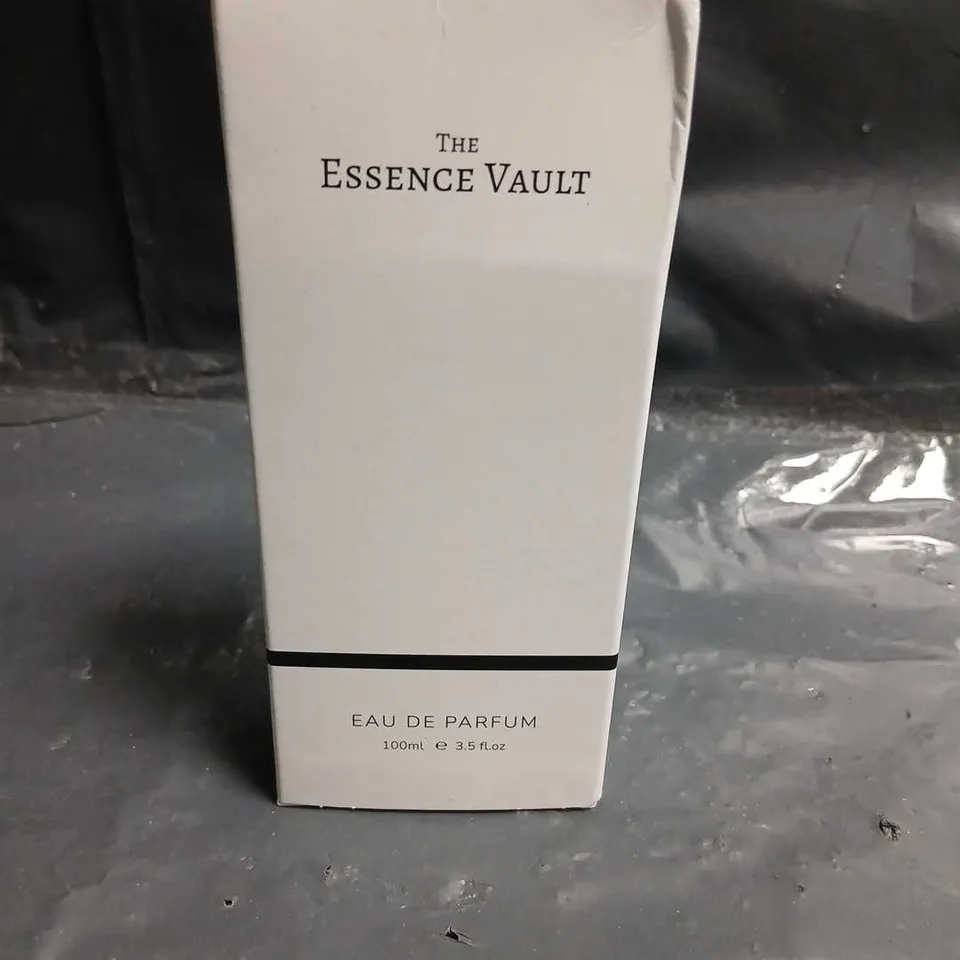 THE
ESSENCE VAULT
EAU DE PARFUM
100ml ℮ 3.5 fl.oz